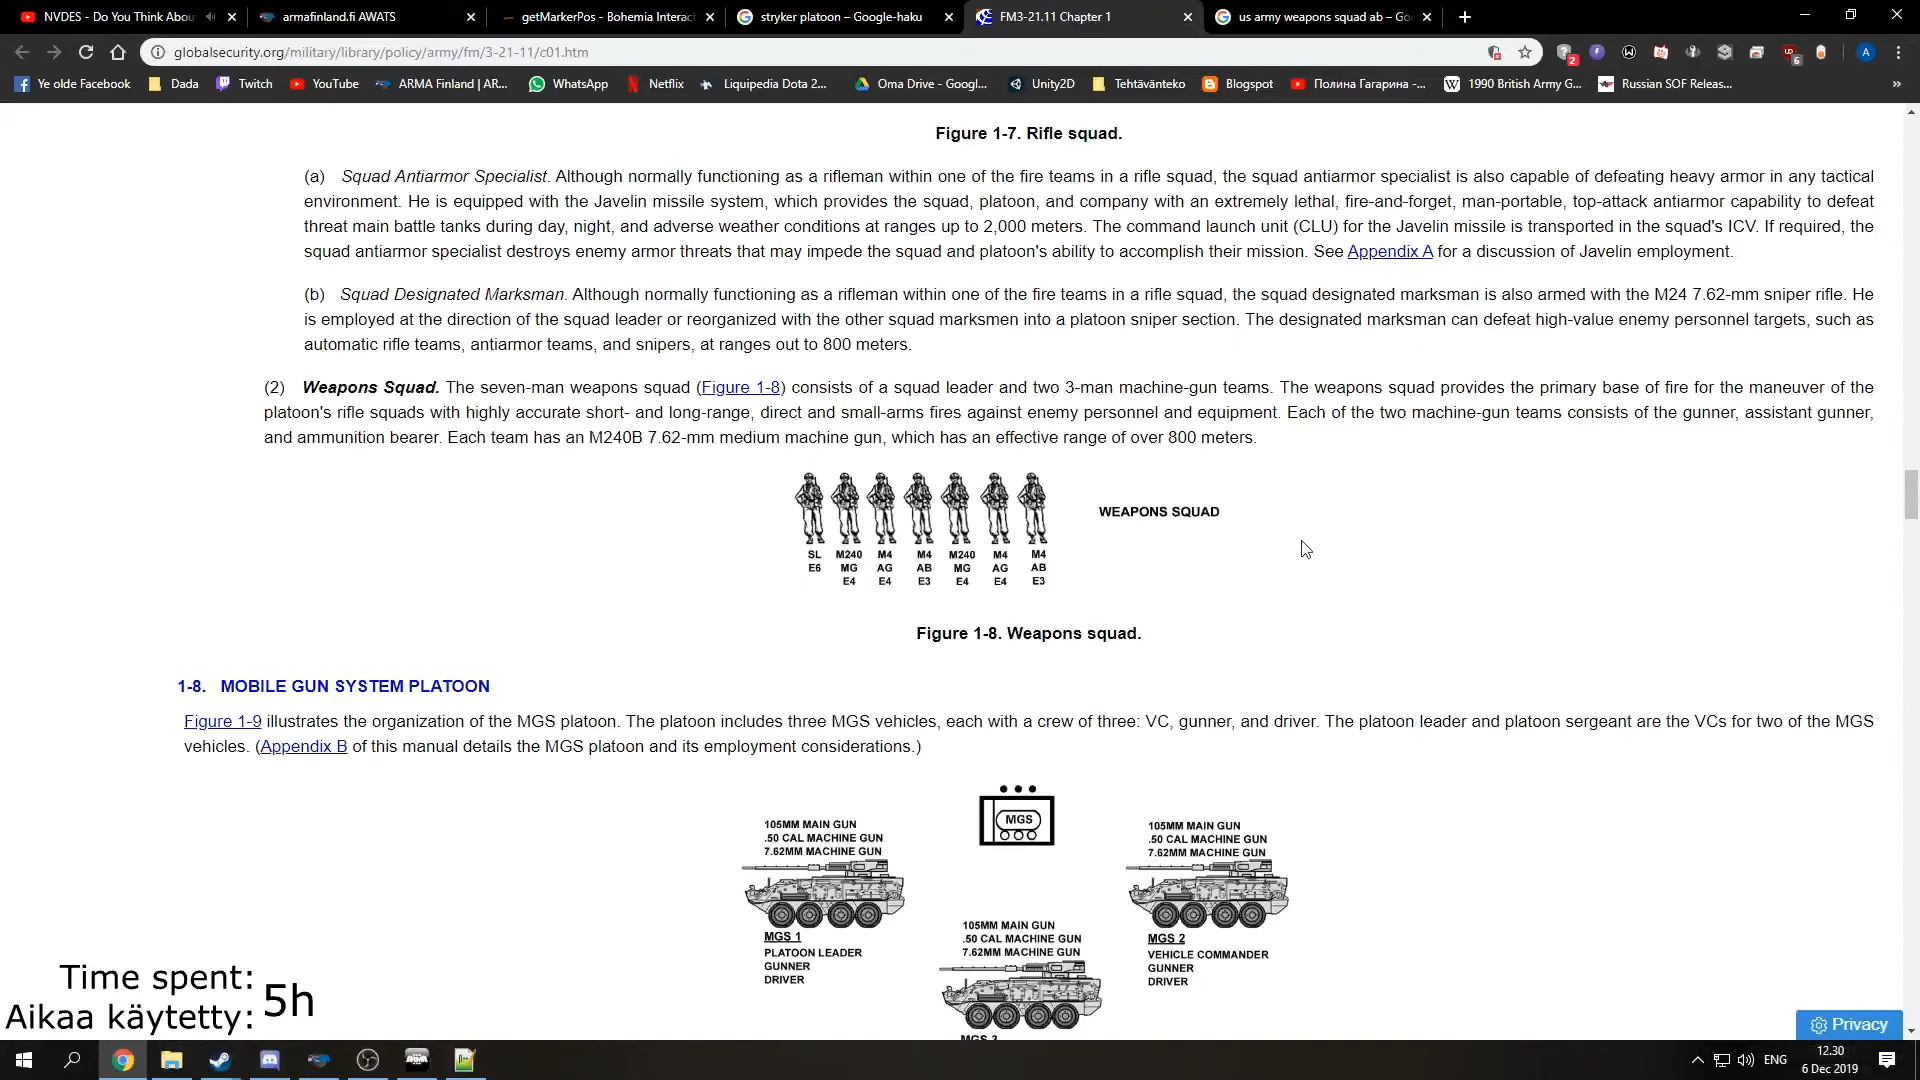 NVDES - Do You Think Abou
armafinland.fi AWATS
getMarkerPos - Bohemia Interact
stryker platoon – Google-haku
FM3-21.11 Chapter 1
us army weapons squad ab – Go
globalsecurity.org/military/library/policy/army/fm/3-21-11/c01.htm
2
6
A
Ye olde Facebook
Dada
Twitch
YouTube
ARMA Finland | AR...
WhatsApp
Netflix
Liquipedia Dota 2...
Oma Drive - Googl...
Unity2D
Tehtävänteko
Blogspot
Полина Гагарина -...
1990 British Army G...
Russian SOF Releas...
»
Figure 1-7. Rifle squad.
(a) Squad Antiarmor Specialist. Although normally functioning as a rifleman within one of the fire teams in a rifle squad, the squad antiarmor specialist is also capable of defeating heavy armor in any tactical
environment. He is equipped with the Javelin missile system, which provides the squad, platoon, and company with an extremely lethal, fire-and-forget, man-portable, top-attack antiarmor capability to defeat
threat main battle tanks during day, night, and adverse weather conditions at ranges up to 2,000 meters. The command launch unit (CLU) for the Javelin missile is transported in the squad's ICV. If required, the
squad antiarmor specialist destroys enemy armor threats that may impede the squad and platoon's ability to accomplish their mission. See Appendix A for a discussion of Javelin employment.
(b) Squad Designated Marksman. Although normally functioning as a rifleman within one of the fire teams in a rifle squad, the squad designated marksman is also armed with the M24 7.62-mm sniper rifle. He
is employed at the direction of the squad leader or reorganized with the other squad marksmen into a platoon sniper section. The designated marksman can defeat high-value enemy personnel targets, such as
automatic rifle teams, antiarmor teams, and snipers, at ranges out to 800 meters.
(2) Weapons Squad. The seven-man weapons squad (Figure 1-8) consists of a squad leader and two 3-man machine-gun teams. The weapons squad provides the primary base of fire for the maneuver of the
platoon's rifle squads with highly accurate short- and long-range, direct and small-arms fires against enemy personnel and equipment. Each of the two machine-gun teams consists of the gunner, assistant gunner,
and ammunition bearer. Each team has an M240B 7.62-mm medium machine gun, which has an effective range of over 800 meters.
WEAPONS SQUAD
SL M240 M4 M4 M240 M4 M4
E6 MG AG AB MG AG AB
E4 E4 E3 E4 E4 E3
Figure 1-8. Weapons squad.
1-8. MOBILE GUN SYSTEM PLATOON
Figure 1-9 illustrates the organization of the MGS platoon. The platoon includes three MGS vehicles, each with a crew of three: VC, gunner, and driver. The platoon leader and platoon sergeant are the VCs for two of the MGS
vehicles. (Appendix B of this manual details the MGS platoon and its employment considerations.)
MGS
105MM MAIN GUN
.50 CAL MACHINE GUN
7.62MM MACHINE GUN
MGS 1
PLATOON LEADER
GUNNER
DRIVER
105MM MAIN GUN
.50 CAL MACHINE GUN
7.62MM MACHINE GUN
MGS 2
VEHICLE COMMANDER
GUNNER
DRIVER
105MM MAIN GUN
.50 CAL MACHINE GUN
7.62MM MACHINE GUN
MGS 3
Time spent:
Aikaa käytetty:
5h
Privacy
ENG
12.30
6 Dec 2019